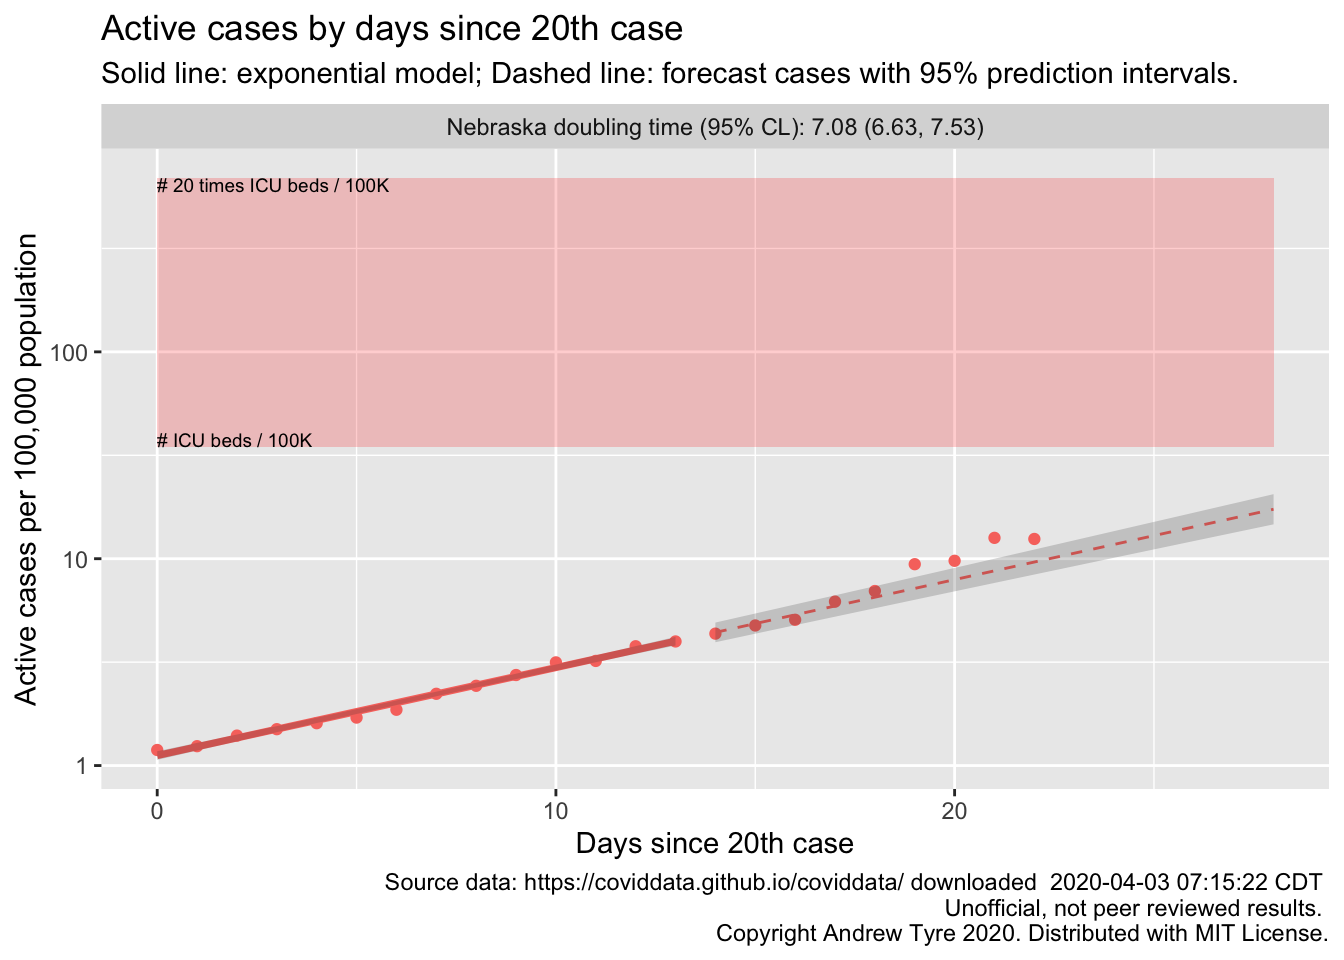 Active cases by days since 20th case
Solid line: exponential model; Dashed line: forecast cases with 95% prediction intervals.
Nebraska doubling time (95% CL): 7.08 (6.63, 7.53)
# 20 times ICU beds / 100K
100
# ICU beds / 100K
10
1
Active cases per 100,000 population
0
10
20
Days since 20th case
Source data: https://coviddata.github.io/coviddata/ downloaded  2020-04-03 07:15:22 CDT
Unofficial, not peer reviewed results.
Copyright Andrew Tyre 2020. Distributed with MIT License.